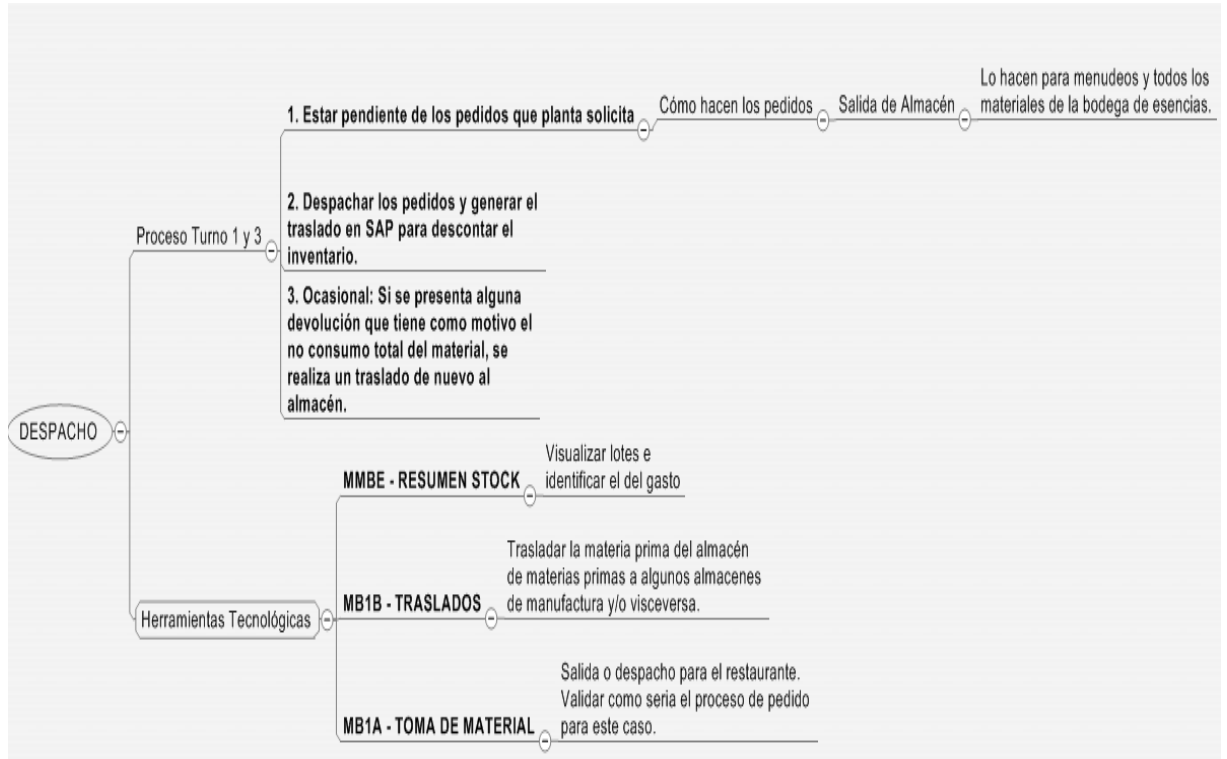 DESPACHO
Proceso Turno 1 y 3
1. Estar pendiente de los pedidos que planta solicita
Cómo hacen los pedidos
Salida de Almacén
Lo hacen para menudeos y todos los
materiales de la bodega de esencias.
2. Despachar los pedidos y generar el
traslado en SAP para descontar el
inventario.
3. Ocasional: Si se presenta alguna
devolución que tiene como motivo el
no consumo total del material, se
realiza un traslado de nuevo al
almacén.
Herramientas Tecnológicas
MMBE - RESUMEN STOCK
Visualizar lotes e
identificar el del gasto
MB1B - TRASLADOS
Trasladar la materia prima del almacén
de materias primas a algunos almacenes
de manufactura y/o visceversa.
MB1A - TOMA DE MATERIAL
Salida o despacho para el restaurante.
Validar como seria el proceso de pedido
para este caso.